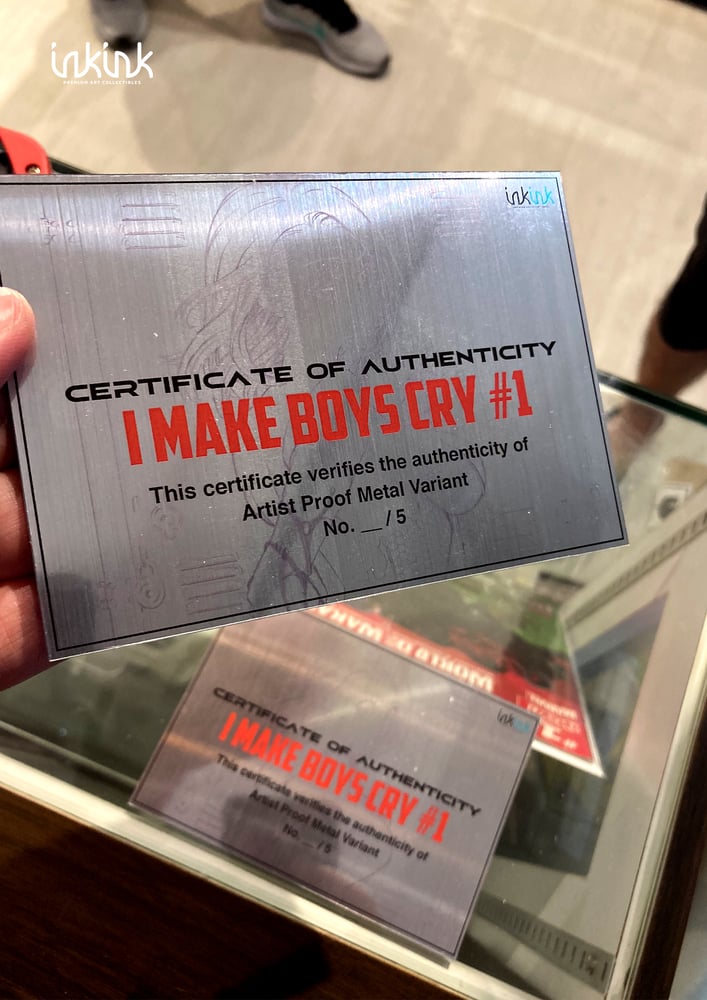 inkink
PREMIUM ART COLLECTIBLES
inkink
CERTIFICATE OF AUTHENTICITY
I MAKE BOYS CRY #1
This certificate verifies the authenticity of
Artist Proof Metal Variant
No. __ / 5
inkink
CERTIFICATE OF AUTHENTICITY
I MAKE BOYS CRY #1
This certificate verifies the authenticity of
Artist Proof Metal Variant
No. __ / 5